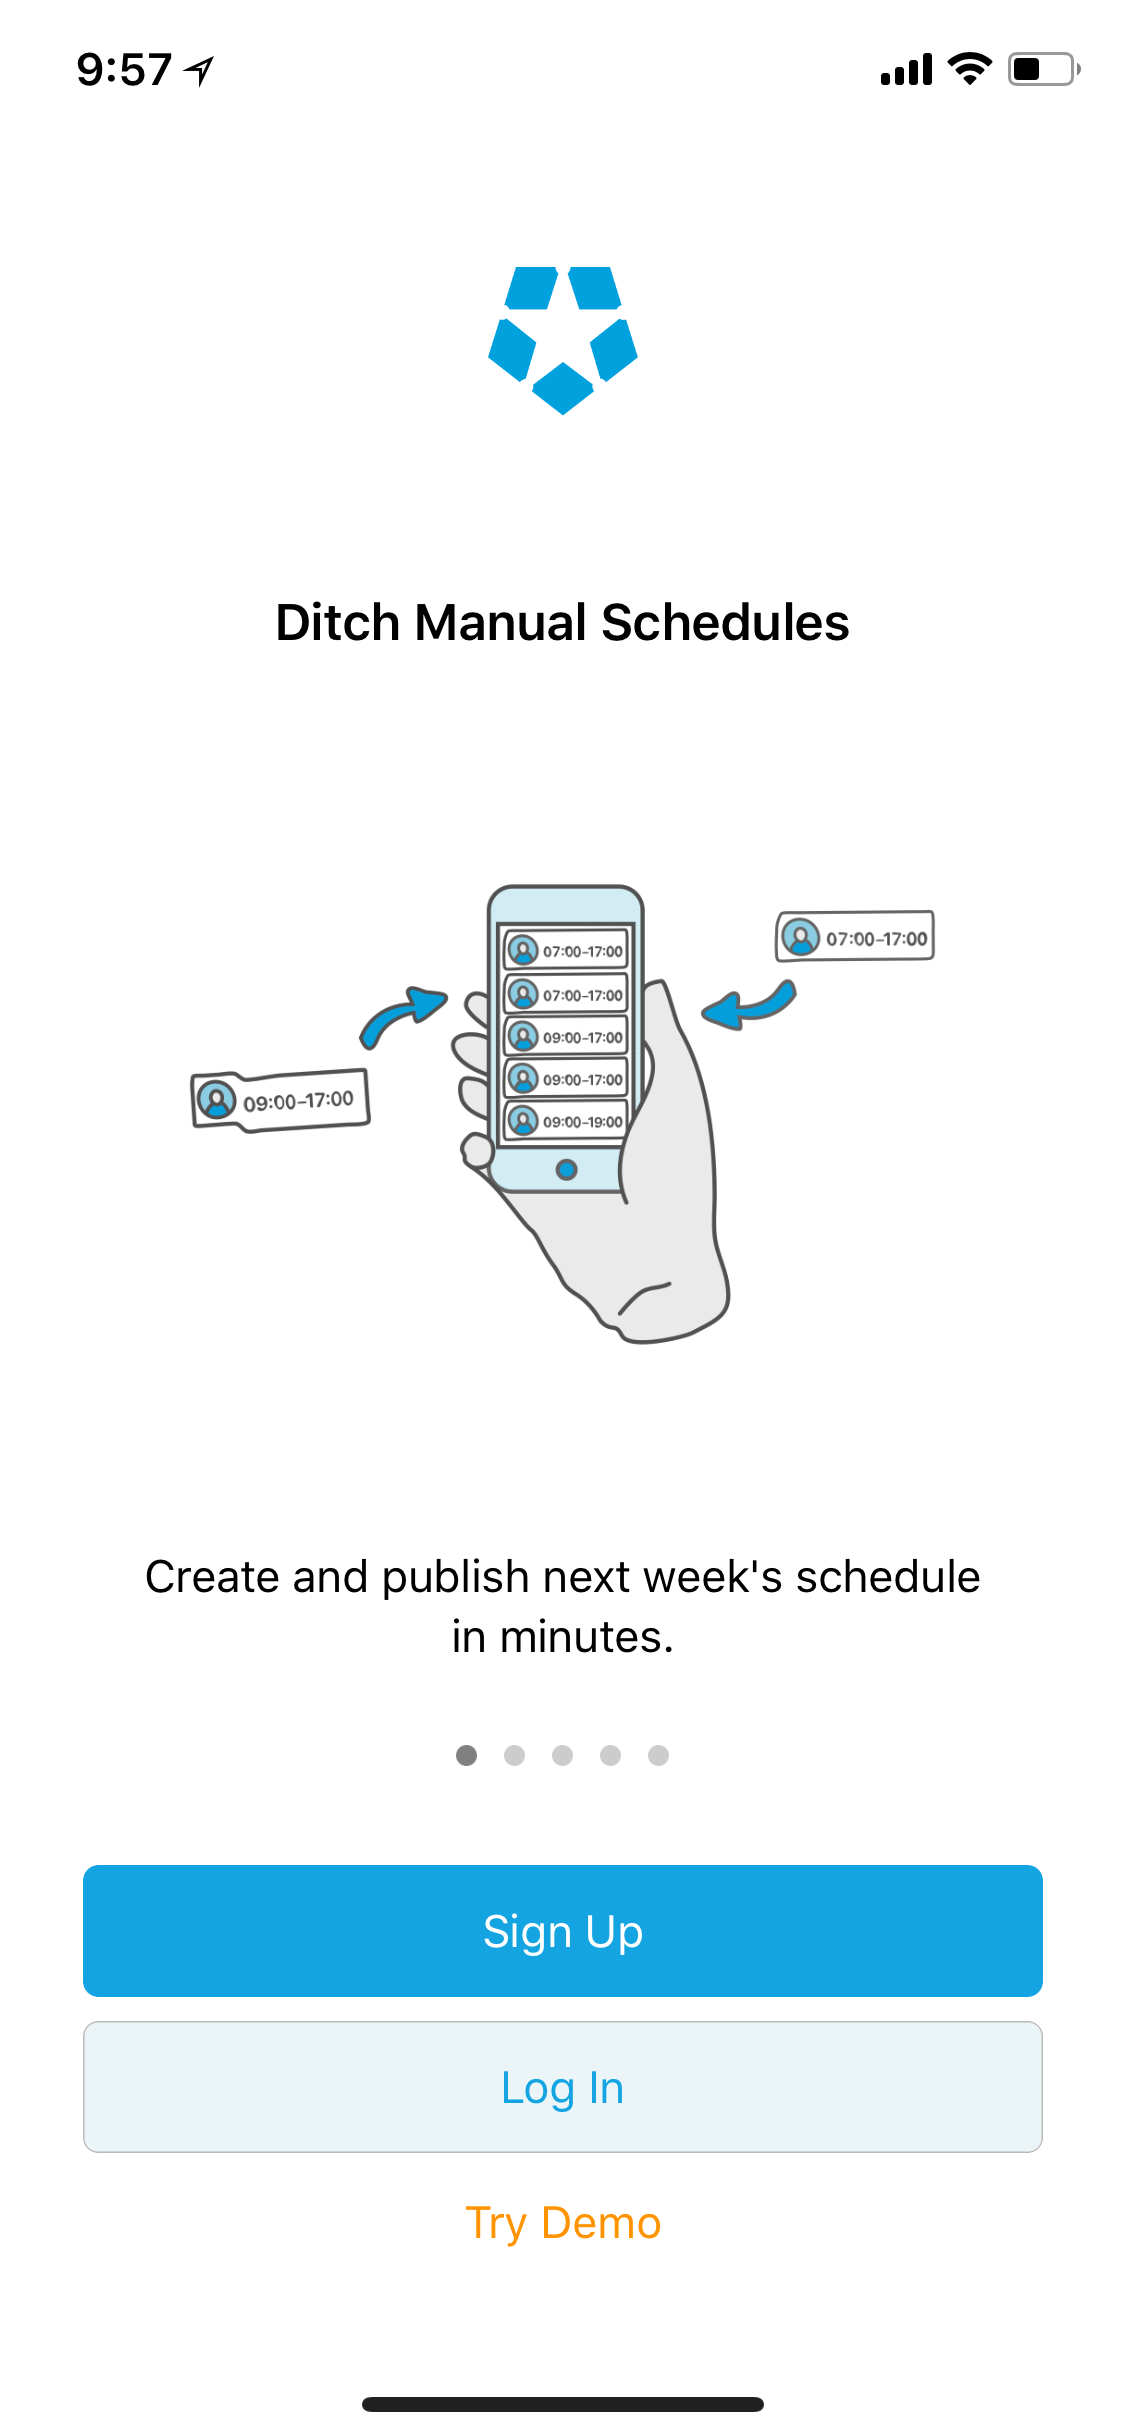 9:57
Ditch Manual Schedules
07:00-17:00
07:00-17:00
07:00-17:00
09:00-17:00
09:00-17:00
09:00-17:00
09:00-19:00
Create and publish next week's schedule
in minutes.
Sign Up
Log In
Try Demo